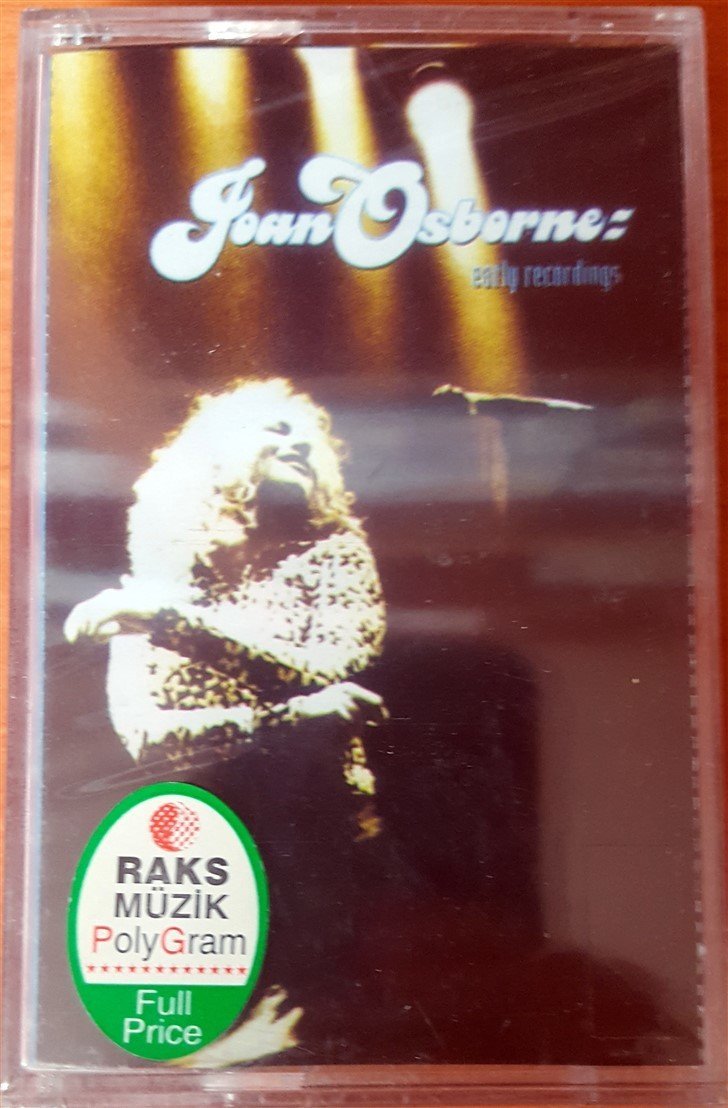 Joan Osborne:
early recordings
RAKS
MÜZİK
PolyGram
Full
Price